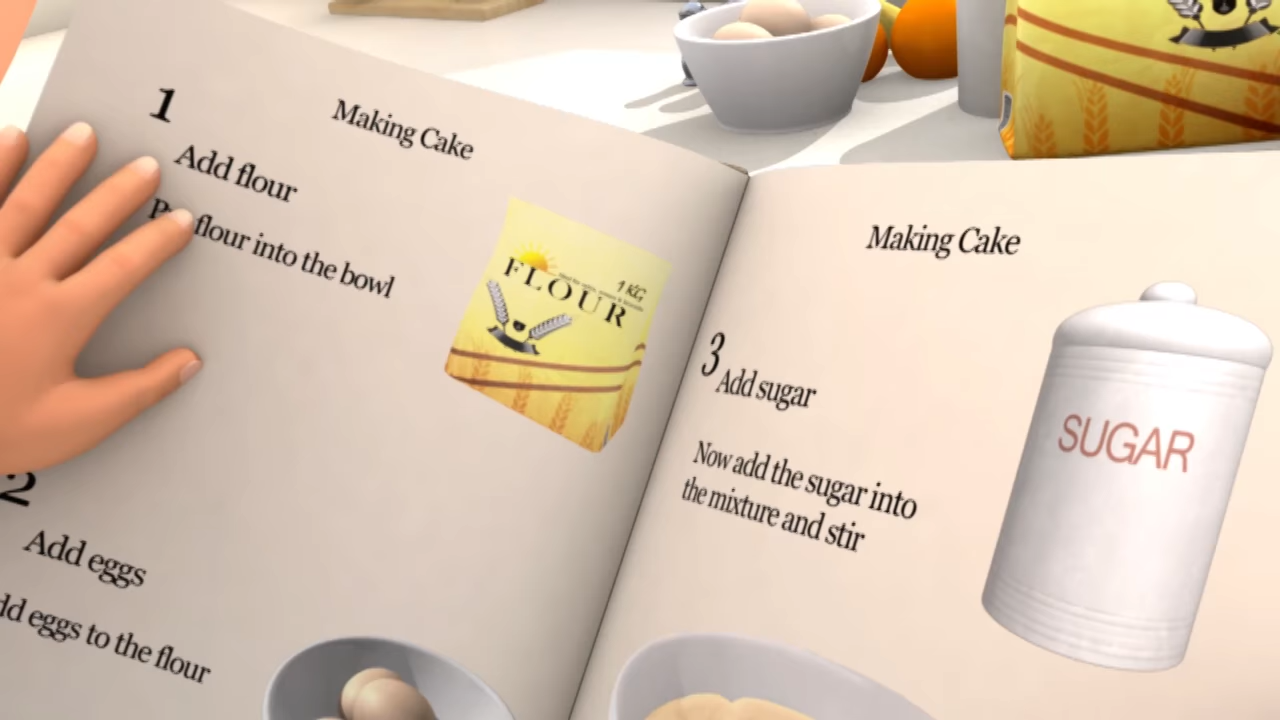 Making Cake
1
Add flour
flour into the bowl
FLOUR
1 KG
2
Add eggs
eggs to the flour
Making Cake
3
Add sugar
Now add the sugar into
the mixture and stir
SUGAR